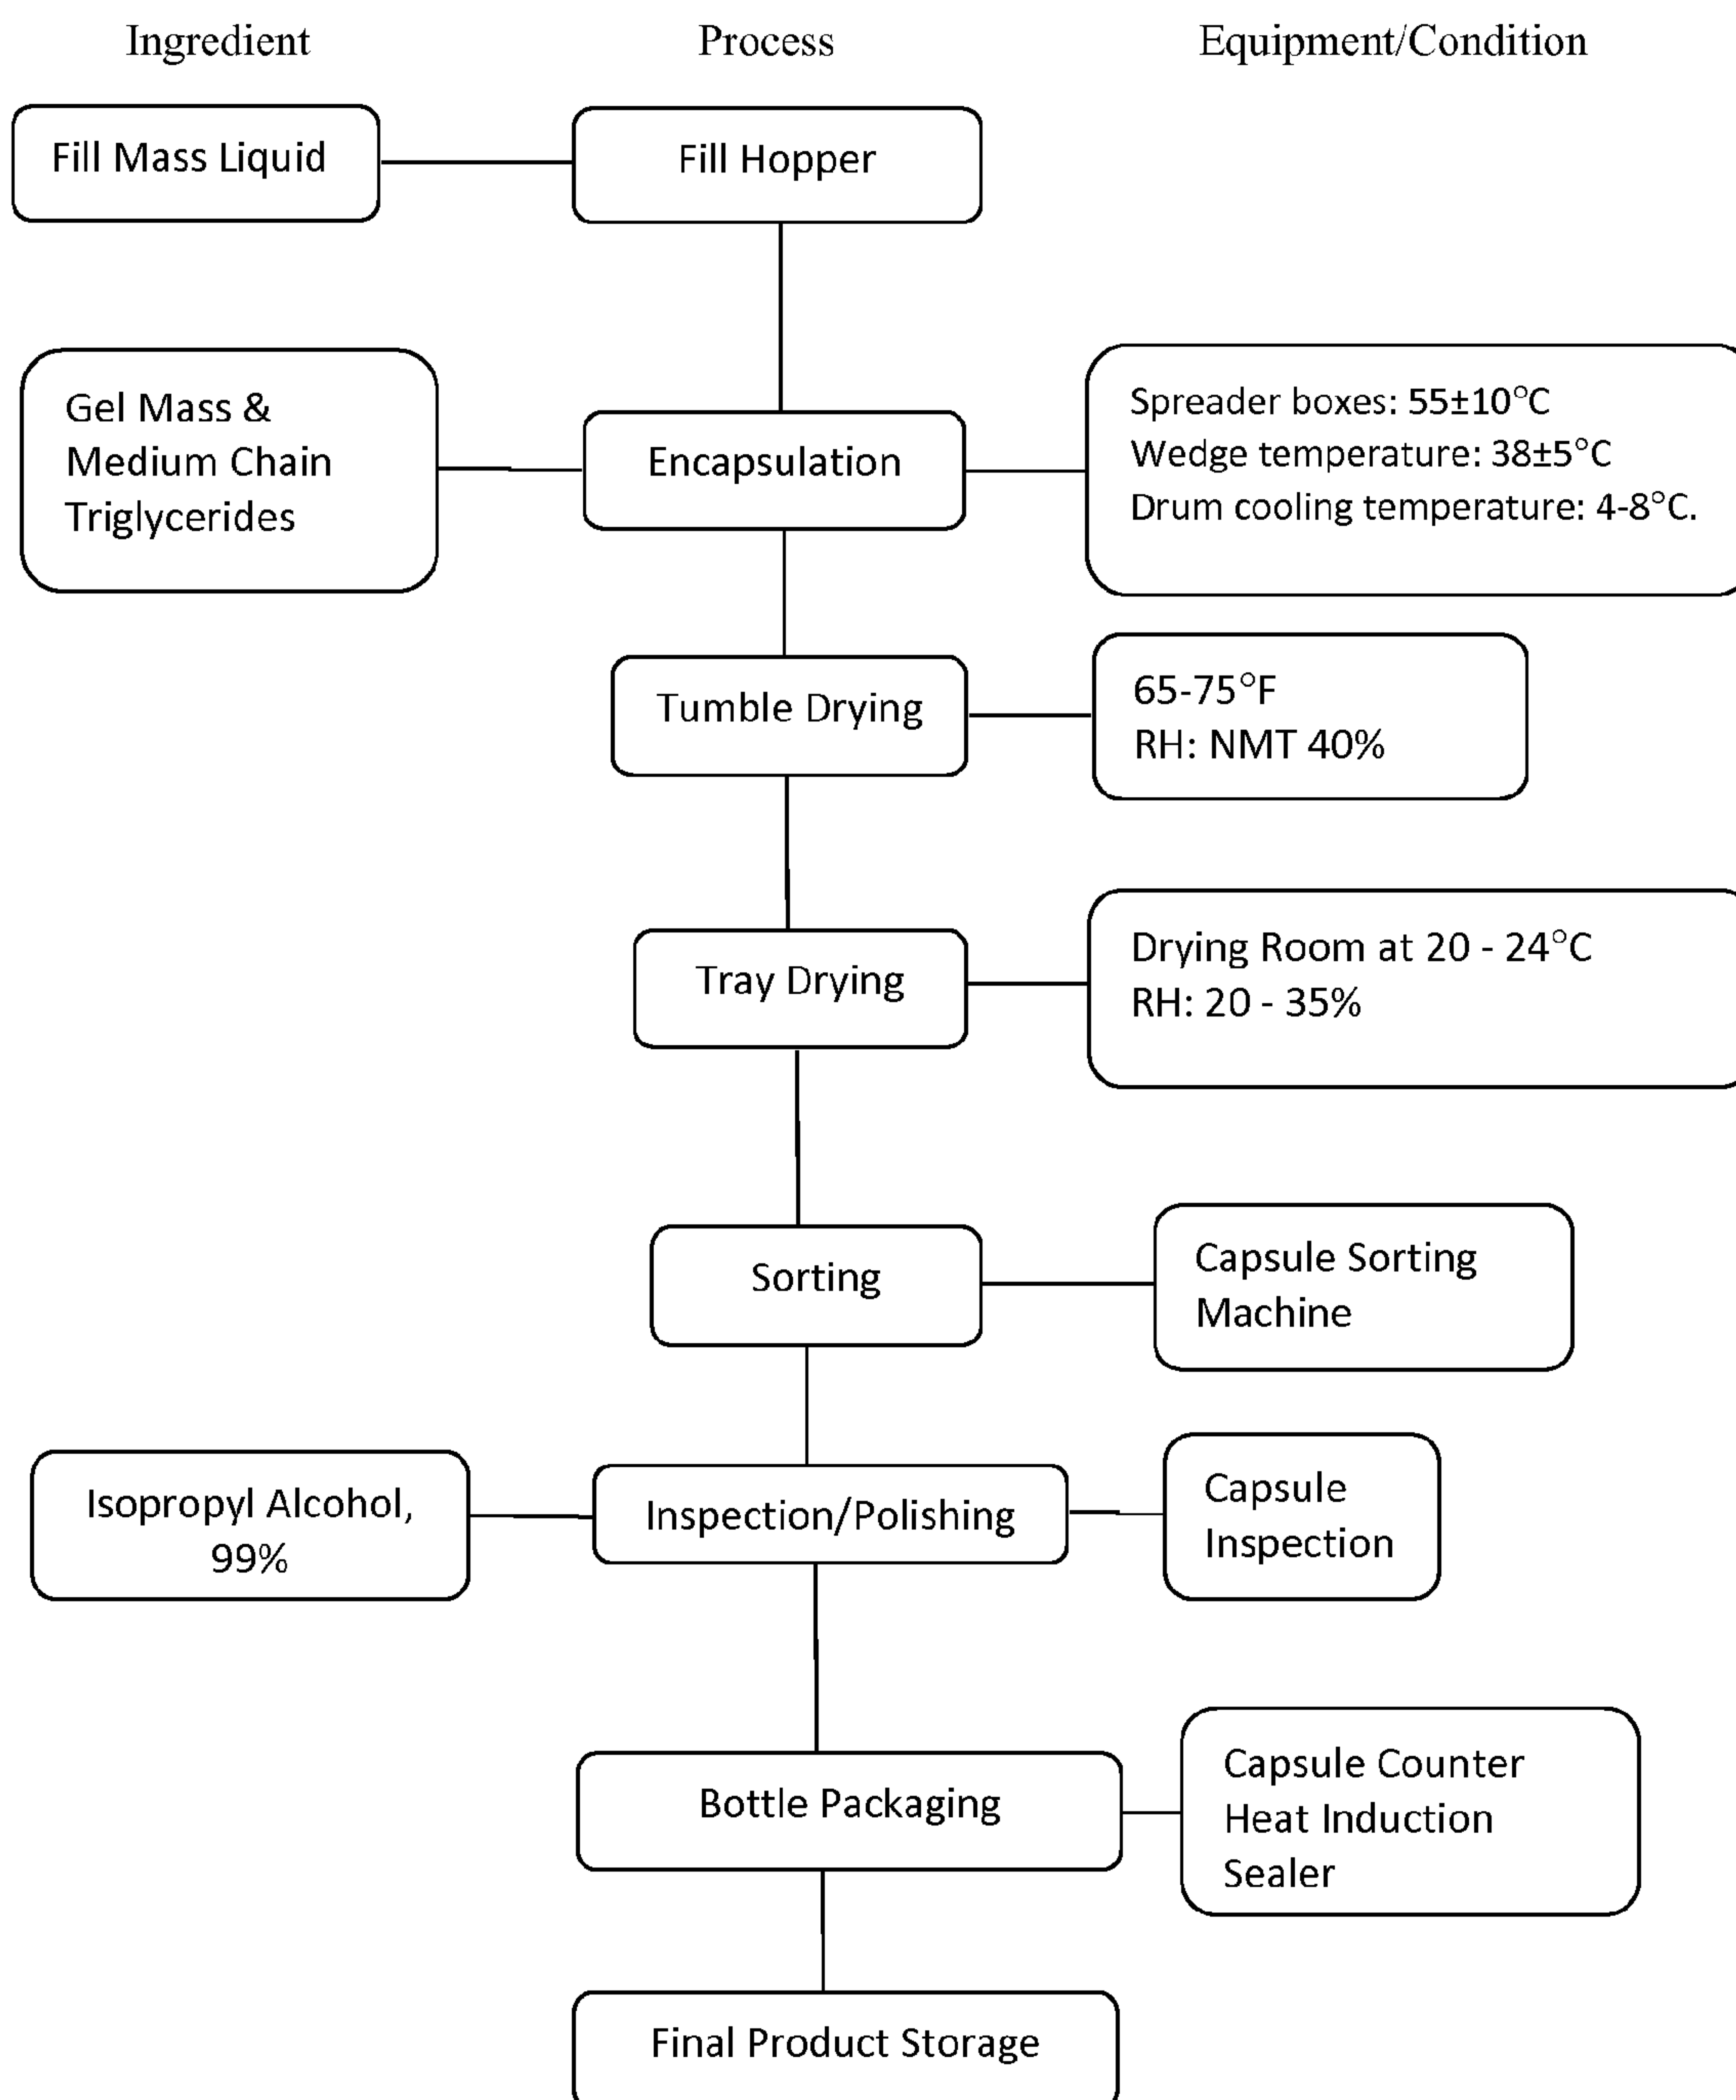 Ingredient
Process
Equipment/Condition
Fill Mass Liquid
Fill Hopper
Gel Mass &
Medium Chain
Triglycerides
Encapsulation
Spreader boxes: 55±10°C
Wedge temperature: 38±5°C
Drum cooling temperature: 4-8°C.
Tumble Drying
65-75°F
RH: NMT 40%
Tray Drying
Drying Room at 20 - 24°C
RH: 20 - 35%
Sorting
Capsule Sorting
Machine
Isopropyl Alcohol,
99%
Inspection/Polishing
Capsule
Inspection
Bottle Packaging
Capsule Counter
Heat Induction
Sealer
Final Product Storage